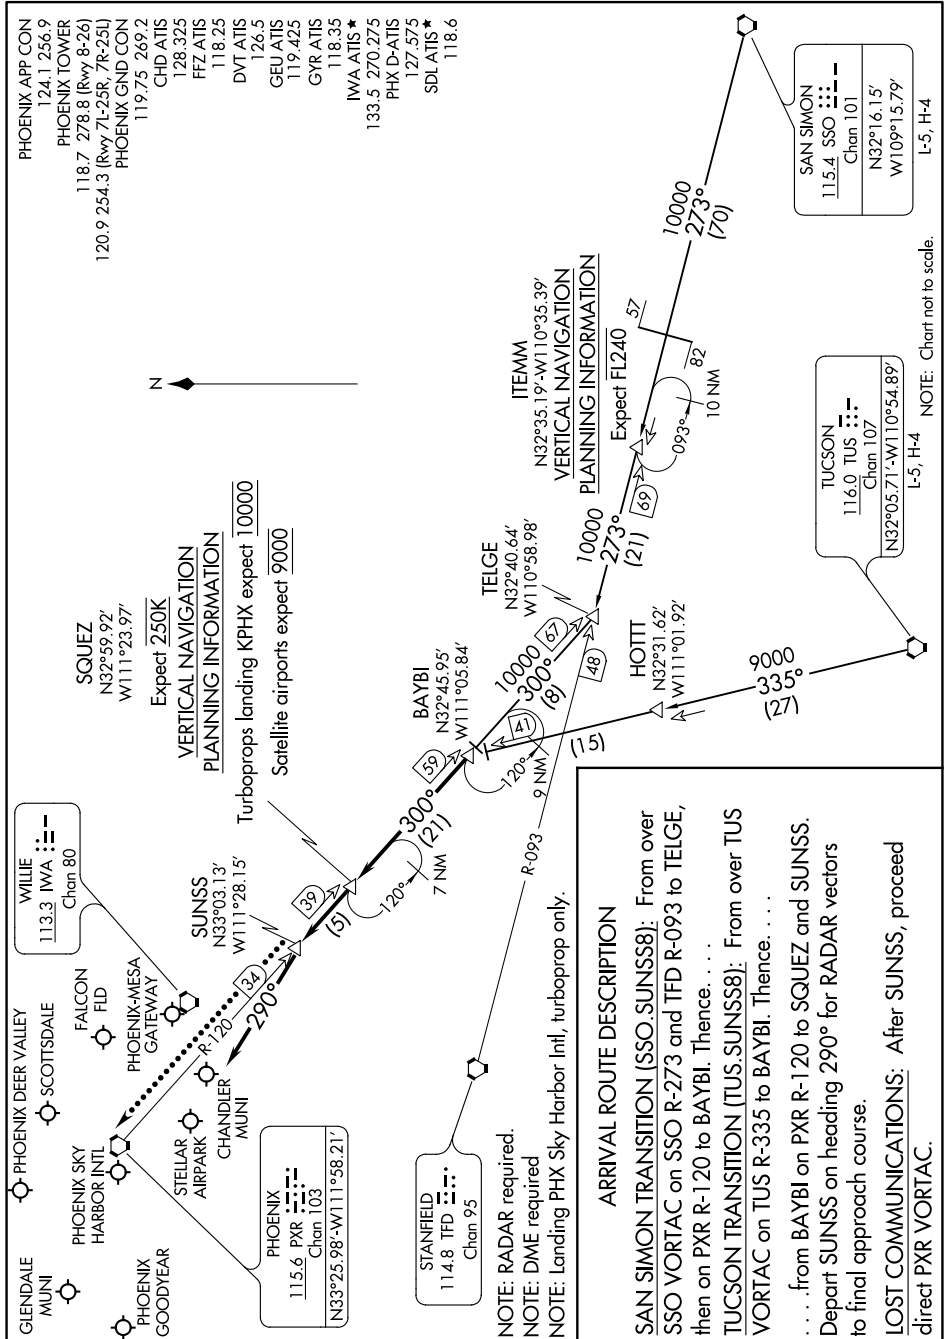 PHOENIX APP CON
124.1 256.9
PHOENIX TOWER
118.7 278.8 (Rwy 8-26)
120.9 254.3 (Rwy 7L-25R, 7R-25L)
PHOENIX GND CON
119.75 269.2
CHD ATIS
128.325
FFZ ATIS
118.25
DVT ATIS
126.5
GEU ATIS
119.425
GYR ATIS
118.35
IWA ATIS★
133.5 270.275
PHX D-ATIS
127.575
SDL ATIS★
118.6
GLENDALE
MUNI
PHOENIX DEER VALLEY
SCOTTSDALE
PHOENIX SKY
HARBOR INTL
PHOENIX
GOODYEAR
FALCON
FLD
PHOENIX-MESA
GATEWAY
STELLAR
AIRPARK
CHANDLER
MUNI
WILLIE
113.3 IWA
Chan 80
PHOENIX
115.6 PXR
Chan 103
N33°25.98'-W111°58.21'
R-120
34
290°
SUNSS
N33°03.13'
W111°28.15'
39
(5)
120°
7 NM
SQUEZ
N32°59.92'
W111°23.97'
Expect 250K
VERTICAL NAVIGATION
PLANNING INFORMATION
Turboprops landing KPHX expect 10000
Satellite airports expect 9000
N
300°
(21)
59
BAYBI
N32°45.95'
W111°05.84'
120°
9 NM
41
10000
300°
(8)
67
TELGE
N32°40.64'
W110°58.98'
48
R-093
STANFIELD
114.8 TFD
Chan 95
10000
273°
(21)
69
ITEMM
N32°35.19'-W110°35.39'
VERTICAL NAVIGATION
PLANNING INFORMATION
Expect FL240
093°
10 NM
57
82
10000
273°
(70)
SAN SIMON
115.4 SSO
Chan 101
N32°16.15'
W109°15.79'
L-5, H-4
HOTTT
N32°31.62'
W111°01.92'
(15)
9000
335°
(27)
TUCSON
116.0 TUS
Chan 107
N32°05.71'-W110°54.89'
L-5, H-4
NOTE: Chart not to scale.
NOTE: RADAR required.
NOTE: DME required
NOTE: Landing PHX Sky Harbor Intl, turboprop only.
ARRIVAL ROUTE DESCRIPTION
SAN SIMON TRANSITION (SSO.SUNSS8): From over
SSO VORTAC on SSO R-273 and TFD R-093 to TELGE,
then on PXR R-120 to BAYBI. Thence. . . .
TUCSON TRANSITION (TUS.SUNSS8): From over TUS
VORTAC on TUS R-335 to BAYBI. Thence. . . .
. . . .from BAYBI on PXR R-120 to SQUEZ and SUNSS.
Depart SUNSS on heading 290° for RADAR vectors
to final approach course.
LOST COMMUNICATIONS: After SUNSS, proceed
direct PXR VORTAC.